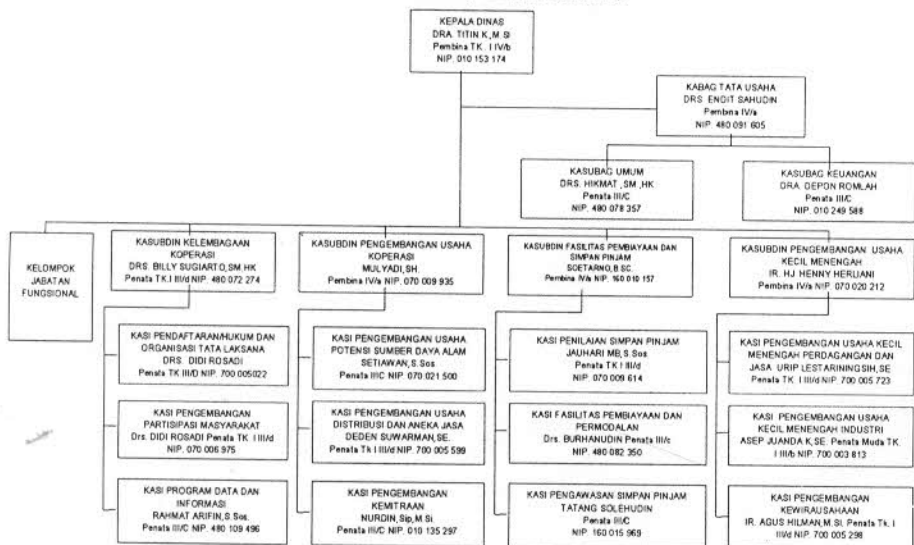 KEPALA DINAS
DRA. TITIN K,M.SI
Pembina TK. I IV/b
NIP. 010 153 174
KABAG TATA USAHA
DRS. ENDIT SAHUDIN
Pembina IV/a
NIP. 480 091 605
KASUBAG UMUM
DRS. HIKMAT ,SM ,HK
Penata III/C
NIP. 480 078 357
KASUBAG KEUANGAN
DRA. DEPON ROMLAH
Penata III/C
NIP. 010 249 588
KELOMPOK
JABATAN
FUNGSIONAL
KASUBDIN KELEMBAGAAN
KOPERASI
DRS. BILLY SUGIARTO,SM.HK
Penata TK.I III/d NIP. 480 072 274
KASUBDIN PENGEMBANGAN USAHA
KOPERASI
MULYADI,SH.
Pembina IV/a NIP. 070 009 935
KASUBDIN FASILITAS PEMBIAYAAN DAN
SIMPAN PINJAM
SOETARNO,B.SC.
Pembina IV/a NIP. 160 010 157
KASUBDIN PENGEMBANGAN USAHA
KECIL MENENGAH
IR. HJ HENNY HERIJANI
Pembina IV/a NIP. 070 020 212
KASI PENDAFTARAN/HUKUM DAN
ORGANISASI TATA LAKSANA
DRS. DIDI ROSADI
Penata TK III/D NIP. 700 005022
KASI PENGEMBANGAN USAHA
POTENSI SUMBER DAYA ALAM
SETIAWAN,S.Sos
Penata III/C NIP. 070 021 500
KASI PENILAIAN SIMPAN PINJAM
JAUHARI MB,S.Sos
Penata TK I III/d
NIP. 070 009 614
KASI PENGEMBANGAN USAHA KECIL
MENENGAH PERDAGANGAN DAN
JASA URIP LESTARININGSIH,SE
Penata TK. I III/d NIP. 700 005 723
KASI PENGEMBANGAN
PARTISIPASI MASYARAKAT
Drs. DIDI ROSADI Penata TK. I III/d
NIP. 070 006 975
KASI PENGEMBANGAN USAHA
DISTRIBUSI DAN ANEKA JASA
DEDEN SUWARMAN,SE.
Penata Tk I III/d NIP. 700 005 599
KASI FASILITAS PEMBIAYAAN DAN
PERMODALAN
Drs. BURHANUDIN Penata III/c
NIP. 480 082 350
KASI PENGEMBANGAN USAHA
KECIL MENENGAH INDUSTRI
ASEP JUANDA K,SE. Penata Muda TK.
I III/b NIP. 700 003 813
KASI PROGRAM DATA DAN
INFORMASI
RAHMAT ARIFIN,S.Sos.
Penata III/C NIP. 480 109 496
KASI PENGEMBANGAN
KEMITRAAN
NURDIN,Sip,M.Si.
Penata III/C NIP. 010 135 297
KASI PENGAWASAN SIMPAN PINJAM
TATANG SOLEHUDIN
Penata III/C
NIP. 160 015 969
KASI PENGEMBANGAN
KEWIRAUSAHAAN
IR. AGUS HILMAN,M.SI. Penata Tk. I
III/d NIP. 700 005 298